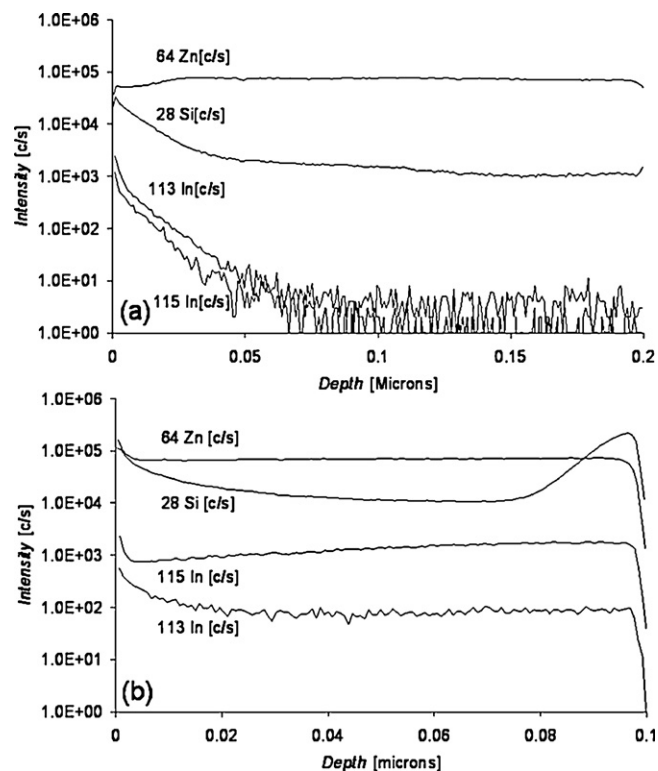 1.0E+06
1.0E+05
1.0E+04
1.0E+03
1.0E+02
1.0E+01
1.0E+00
Intensity [c/s]
64 Zn[c/s]
28 Si[c/s]
113 In[c/s]
115 In[c/s]
(a)
0 0.05 0.1 0.15 0.2
Depth [Microns]
1.0E+06
1.0E+05
1.0E+04
1.0E+03
1.0E+02
1.0E+01
1.0E+00
Intensity [c/s]
64 Zn [c/s]
28 Si [c/s]
115 In [c/s]
113 In [c/s]
(b)
0 0.02 0.04 0.06 0.08 0.1
Depth [microns]